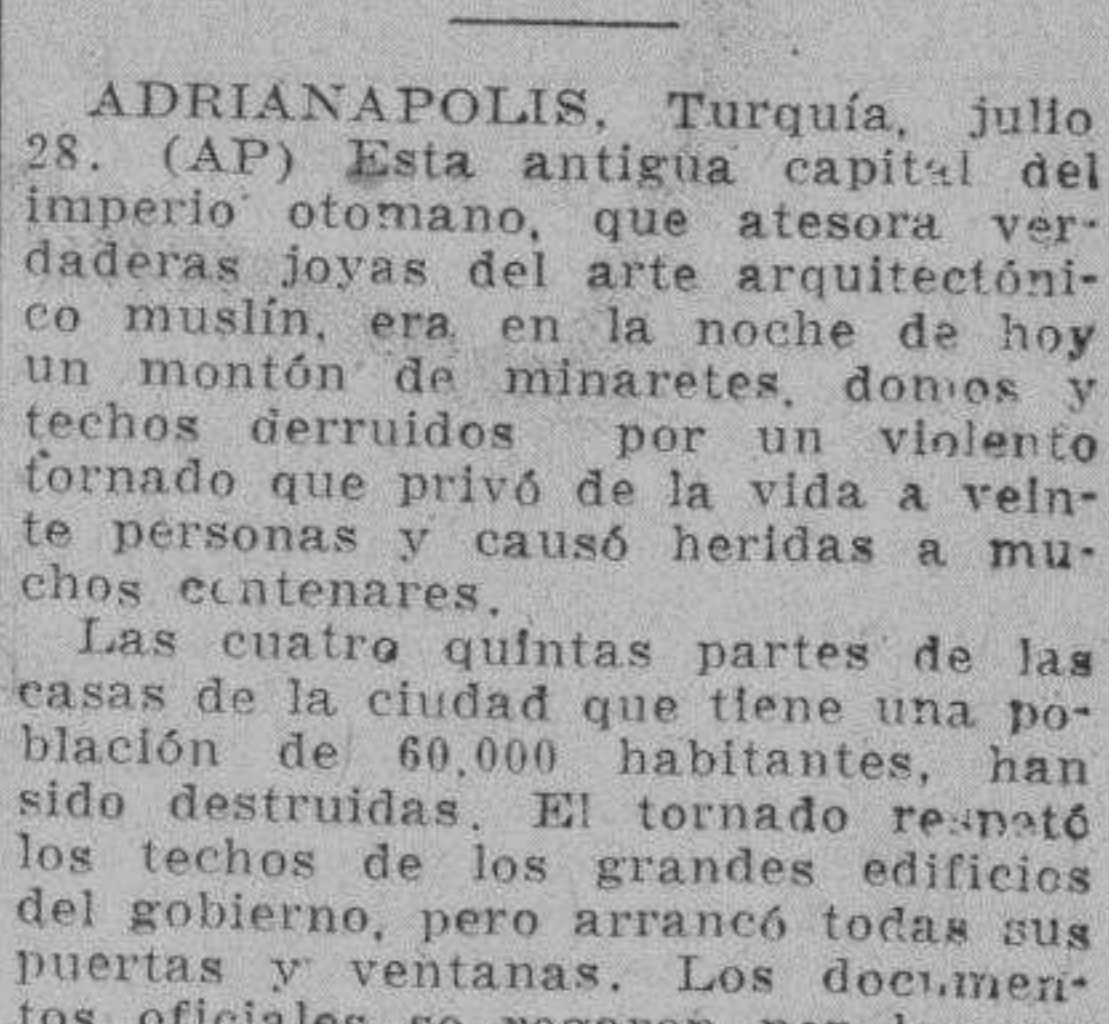 ADRIANAPOLIS, Turquía, julio
28. (AP) Esta antigua capital del
imperio otomano, que atesora ver-
daderas joyas del arte arquitectóni-
co muslín, era en la noche de hoy
un montón de minaretes, domos y
techos derruidos por un violento
tornado que privó de la vida a vein-
te personas y causó heridas a mu-
chos centenares.
Las cuatro quintas partes de las
casas de la ciudad que tiene una po-
blación de 60,000 habitantes, han
sido destruidas. El tornado respetó
los techos de los grandes edificios
del gobierno, pero arrancó todas sus
puertas y ventanas. Los documen-
tos oficiales se